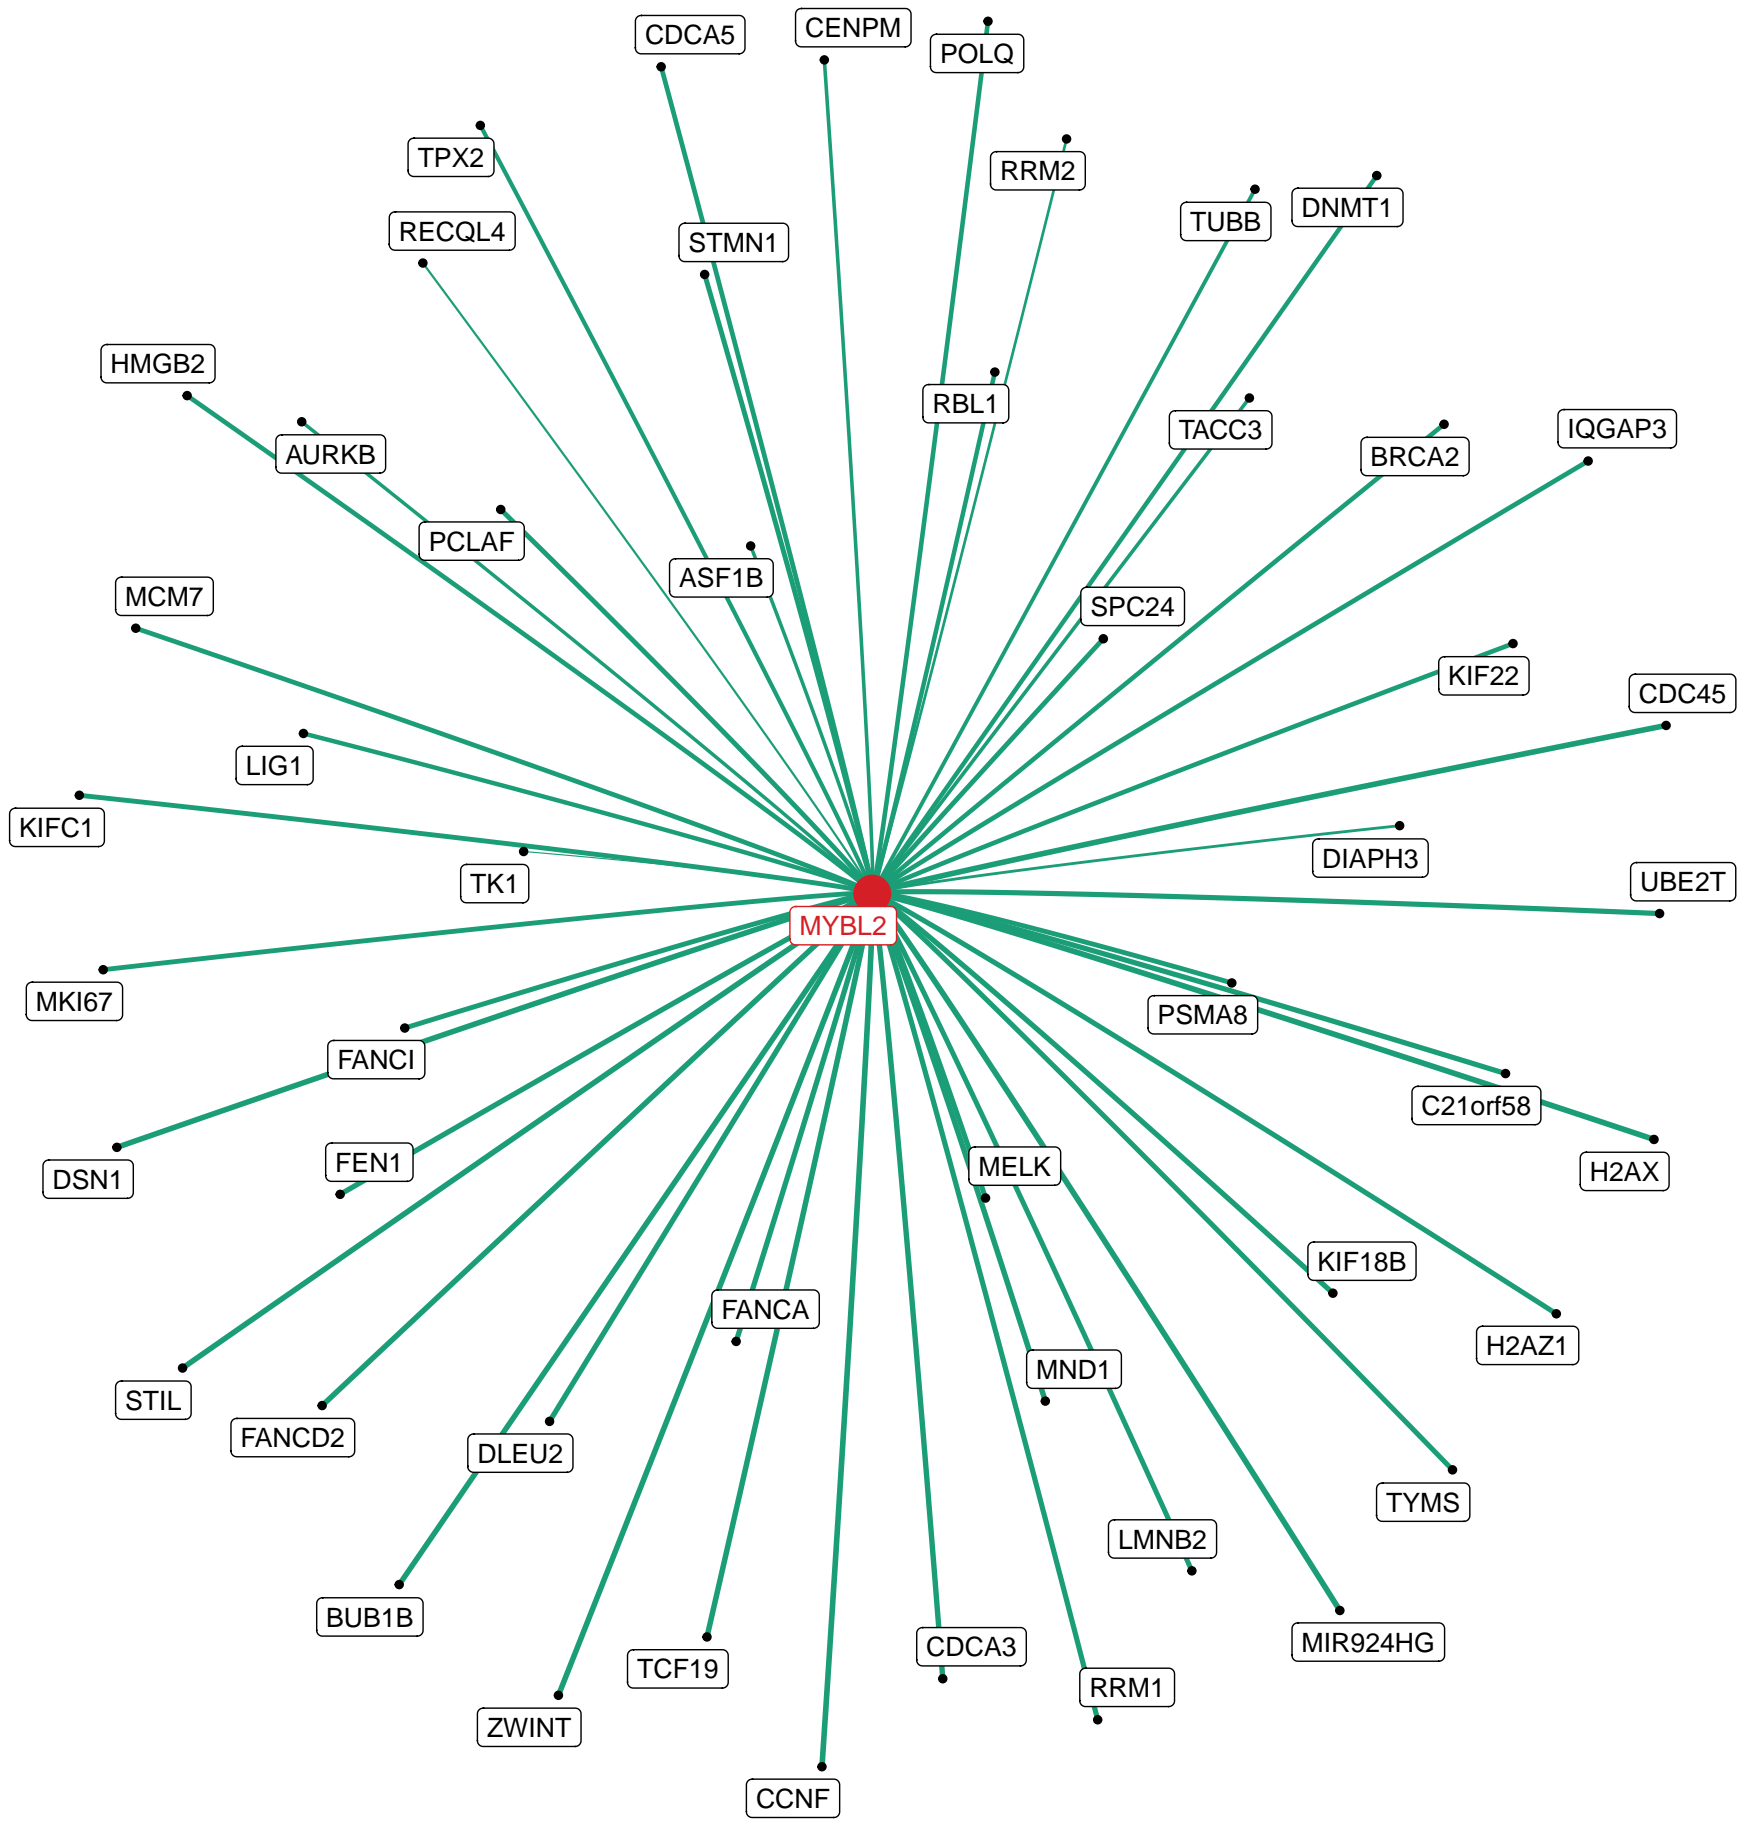 CENPM
CDCA5
POLQ
TPX2
RRM2
DNMT1
TUBB
RECQL4
STMN1
HMGB2
RBL1
IQGAP3
TACC3
AURKB
BRCA2
PCLAF
ASF1B
MCM7
SPC24
KIF22
CDC45
LIG1
KIFC1
DIAPH3
TK1
UBE2T
MYBL2
MKI67
PSMA8
FANCI
C21orf58
FEN1
MELK
H2AX
DSN1
KIF18B
FANCA
H2AZ1
MND1
STIL
FANCD2
DLEU2
TYMS
LMNB2
BUB1B
MIR924HG
CDCA3
TCF19
RRM1
ZWINT
CCNF